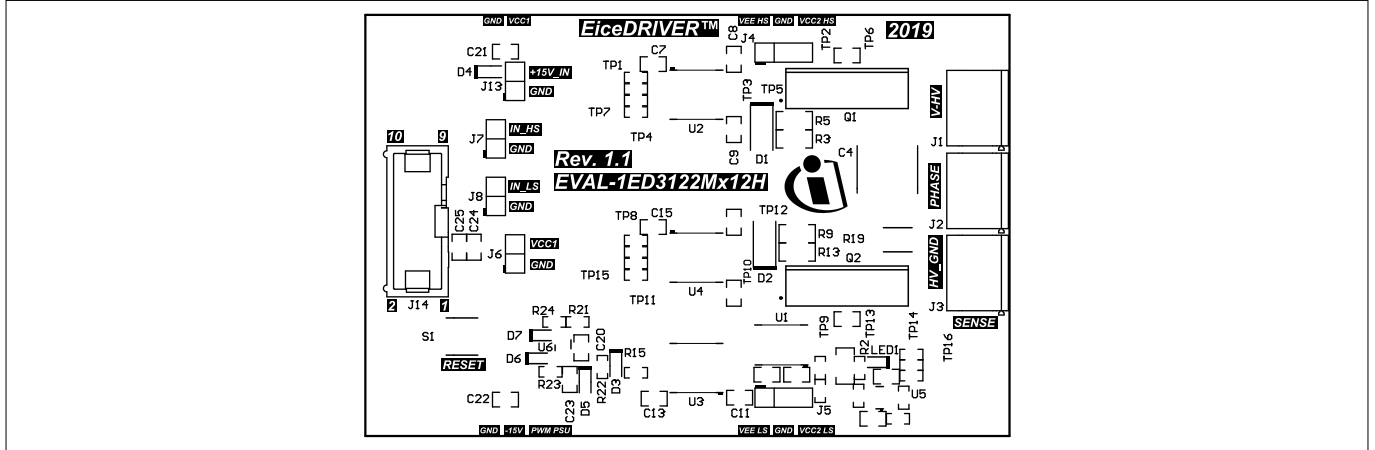 GND VCC1
EiceDRIVER™
VEE HS GND VCC2 HS
2019
C21
D4
J13
+15V_IN
GND
TP1
C7
C8
J4
TP2
TP6
TP7
TP4
U2
C9
TP3
TP5
D1
R5
R3
Q1
C4
V-HV
J1
10 9
J7
IN_HS
GND
Rev. 1.1
EVAL-1ED3122Mx12H
J8
IN_LS
GND
PHASE
J2
C25
C24
J6
VCC1
GND
TP8
C15
TP12
R9
R13
R19
TP15
TP11
U4
TP10
D2
Q2
HV_GND
J3
2 1
J14
SENSE
S1
RESET
R24
R21
D7
U6
C20
D6
R23
C23
D5
R22
D3
R15
U1
TP9
TP13
R2
LED1
TP14
TP16
C22
C13
U3
C11
J5
U5
GND -15V PWM PSU
VEE LS GND VCC2 LS